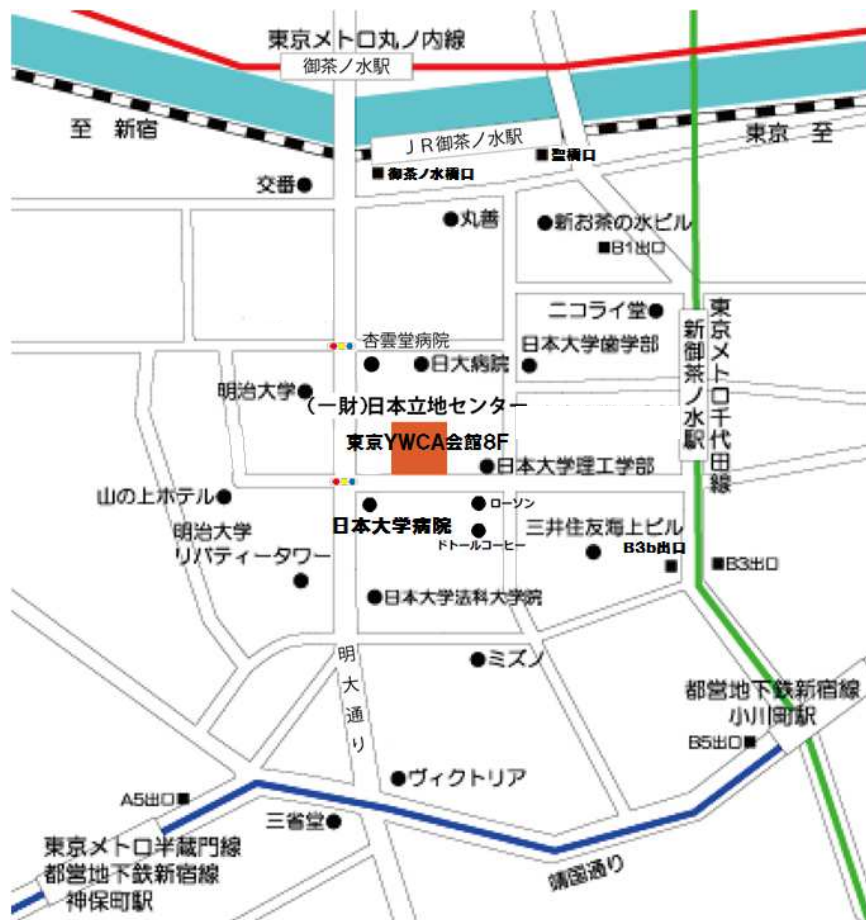 東京メトロ丸ノ内線
御茶ノ水駅
至 新宿
JR御茶ノ水駅
東京 至
聖橋口
御茶ノ水橋口
交番
丸善
新お茶の水ビル
B1出口
ニコライ堂
東京メトロ千代田線
新御茶ノ水駅
杏雲堂病院
日本大学歯学部
日大病院
明治大学
(一財)日本立地センター
東京YWCA会館8F
日本大学理工学部
山の上ホテル
ローソン
日本大学病院
明治大学
リバティータワー
ドトールコーヒー
三井住友海上ビル
B3b出口
B3出口
日本大学法科大学院
ミズノ
明大通り
都営地下鉄新宿線
小川町駅
B5出口
ヴィクトリア
A5出口
三省堂
東京メトロ半蔵門線
都営地下鉄新宿線
神保町駅
靖国通り